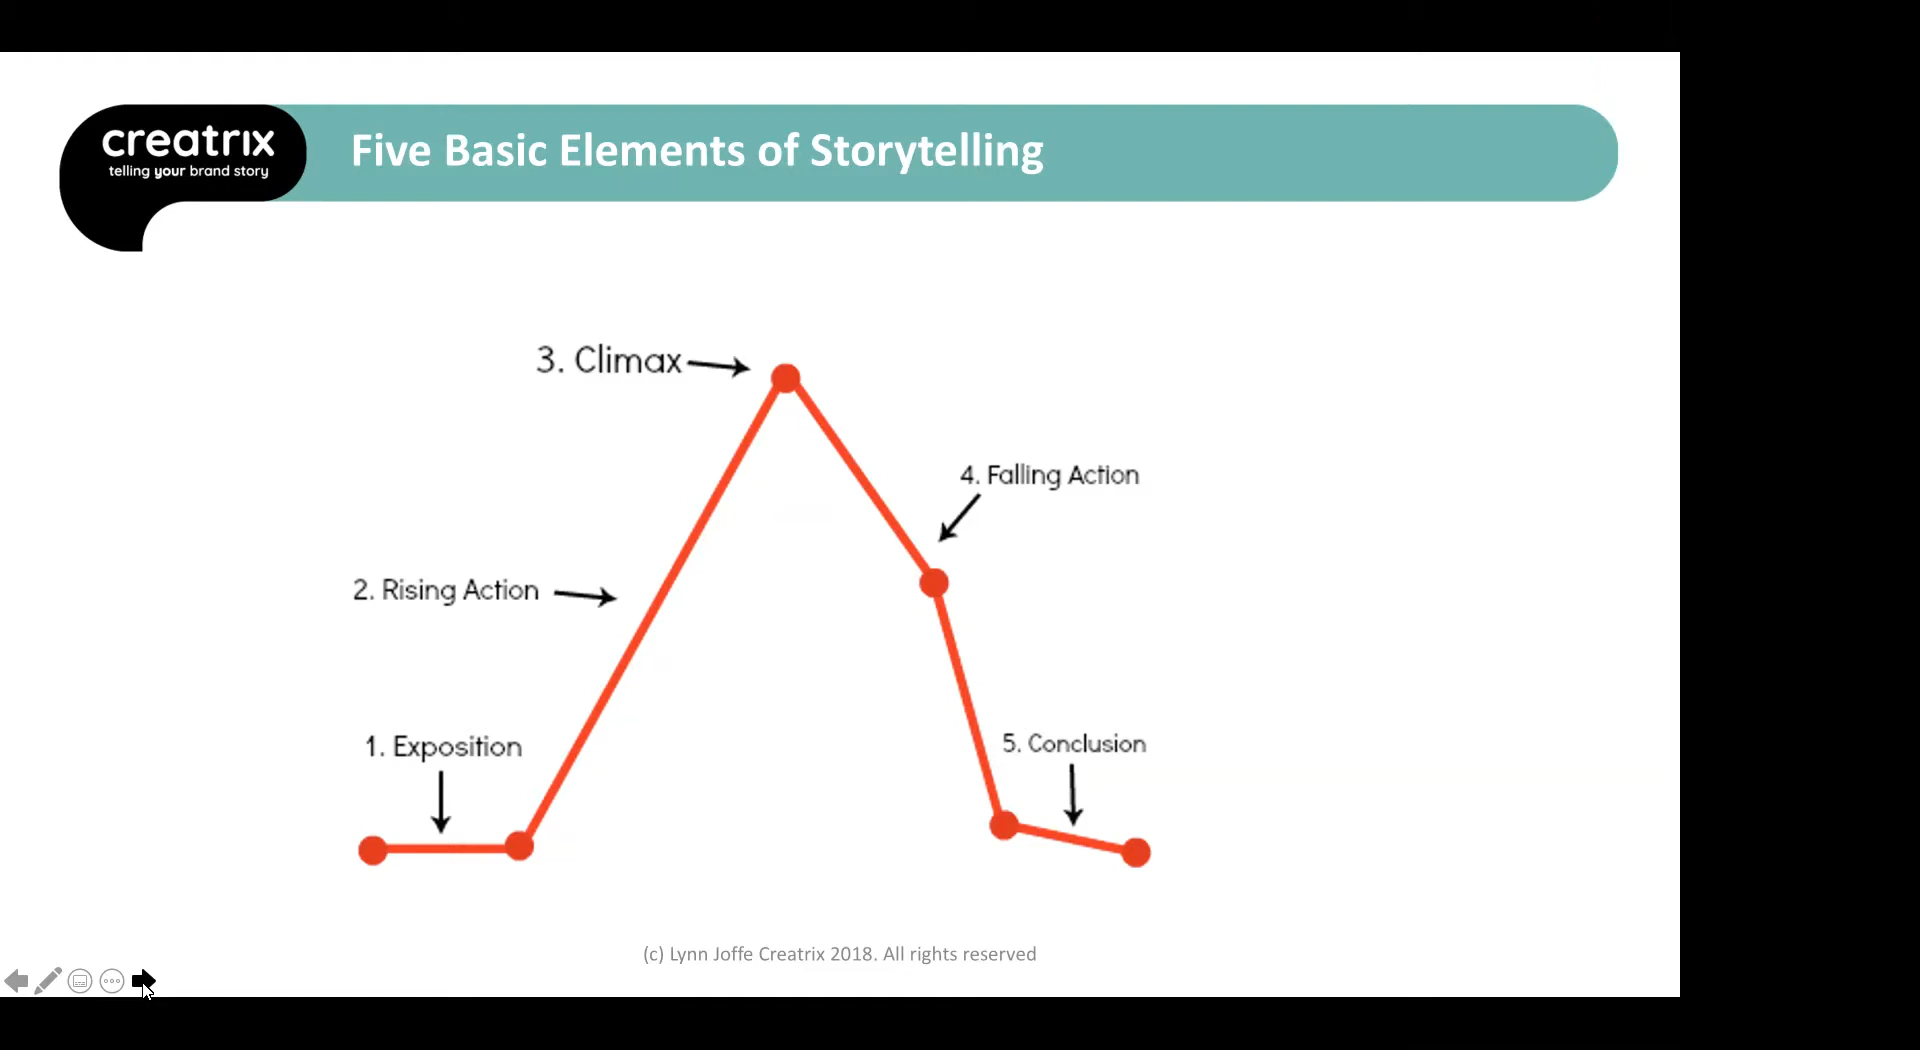 creatrix
telling your brand story
Five Basic Elements of Storytelling
3. Climax
4. Falling Action
2. Rising Action
1. Exposition
5. Conclusion
(c) Lynn Joffe Creatrix 2018. All rights reserved